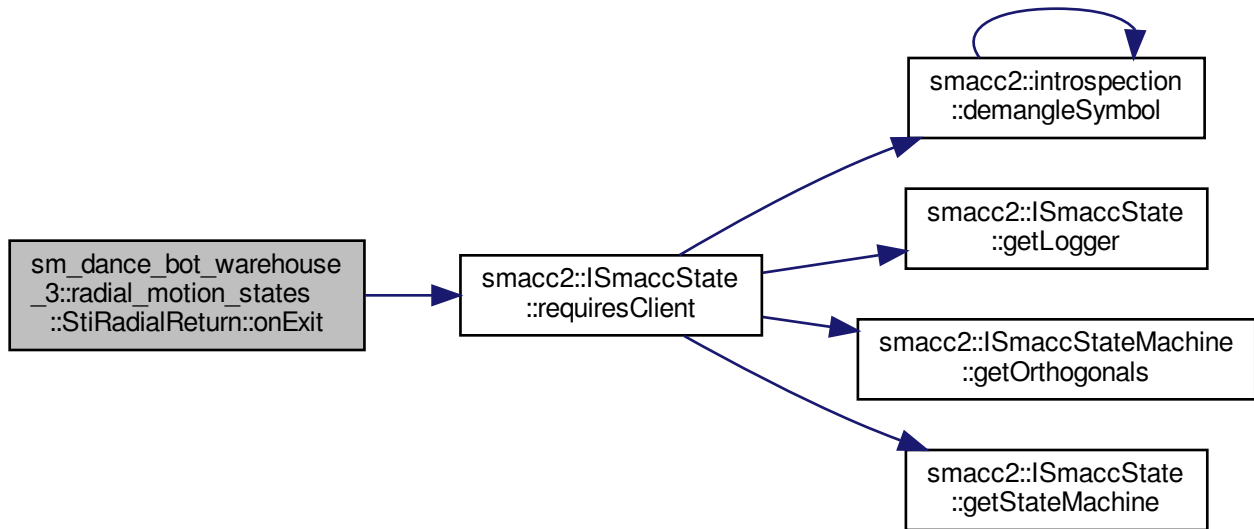 sm_dance_bot_warehouse
_3::radial_motion_states
::StiRadialReturn::onExit
smacc2::ISmaccState
::requiresClient
smacc2::introspection
::demangleSymbol
smacc2::ISmaccState
::getLogger
smacc2::ISmaccStateMachine
::getOrthogonals
smacc2::ISmaccState
::getStateMachine